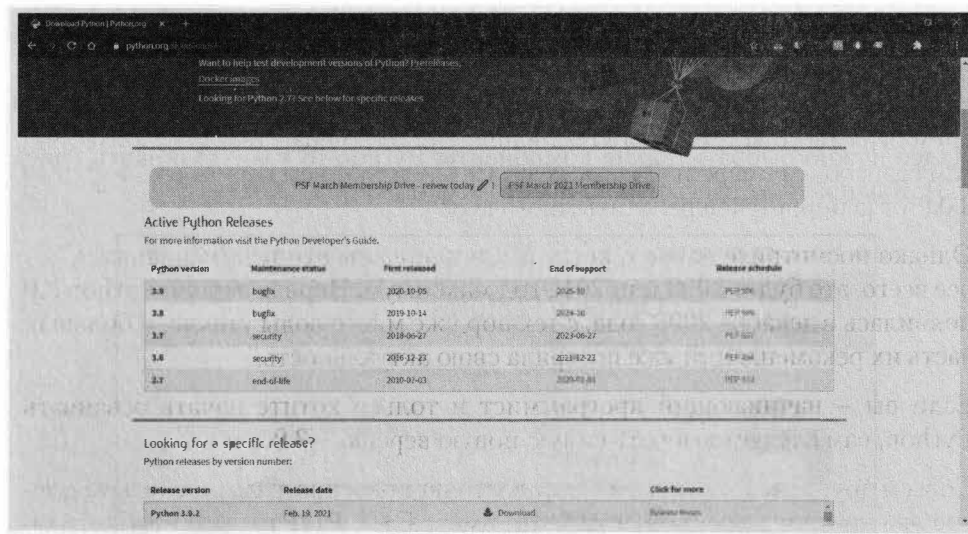 Download Python | Python.org
python.org
Want to help test development versions of Python? Prereleases,
Docker images
Looking for Python 2.7? See below for specific releases
PSF March Membership Drive - renew today
PSF March 2021 Membership Drive
Active Python Releases
For more information visit the Python Developer's Guide.
Python version Maintenance status First released End of support Release schedule
3.9 bugfix 2020-10-05 2025-10 PEP
3.8 bugfix 2019-10-14 2024-10 PEP
3.7 security 2018-06-27 2023-06-27 PEP
3.6 security 2016-12-23 2021-12-23 PEP
2.7 end-of-life 2010-07-03 2020-01-01 PEP
Looking for a specific release?
Python releases by version number:
Release version Release date Click for more
Python 3.9.2 Feb. 19, 2021 Download Release Notes